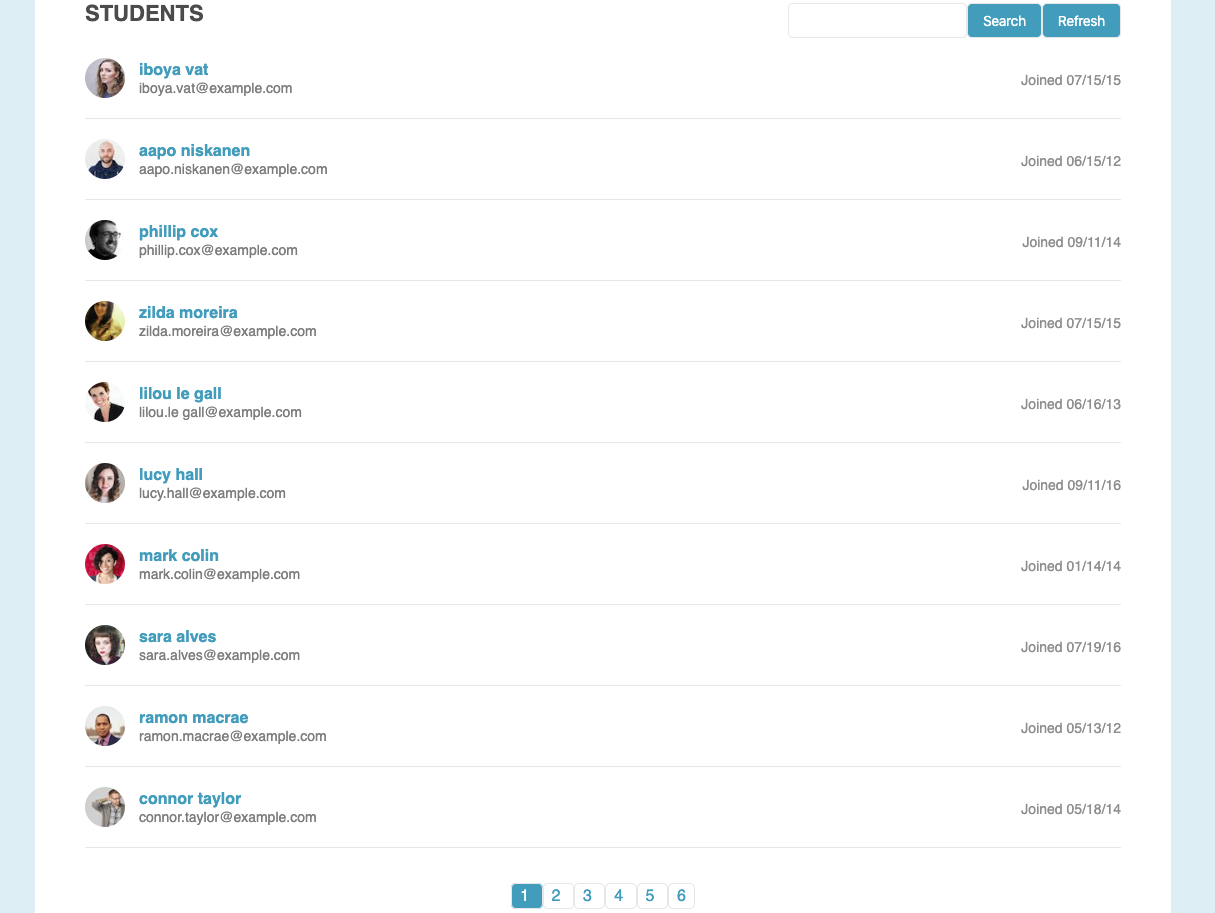 STUDENTS
Search Refresh
iboya vat
iboya.vat@example.com
Joined 07/15/15
aapo niskanen
aapo.niskanen@example.com
Joined 06/15/12
phillip cox
phillip.cox@example.com
Joined 09/11/14
zilda moreira
zilda.moreira@example.com
Joined 07/15/15
lilou le gall
lilou.le gall@example.com
Joined 06/16/13
lucy hall
lucy.hall@example.com
Joined 09/11/16
mark colin
mark.colin@example.com
Joined 01/14/14
sara alves
sara.alves@example.com
Joined 07/19/16
ramon macrae
ramon.macrae@example.com
Joined 05/13/12
connor taylor
connor.taylor@example.com
Joined 05/18/14
1 2 3 4 5 6